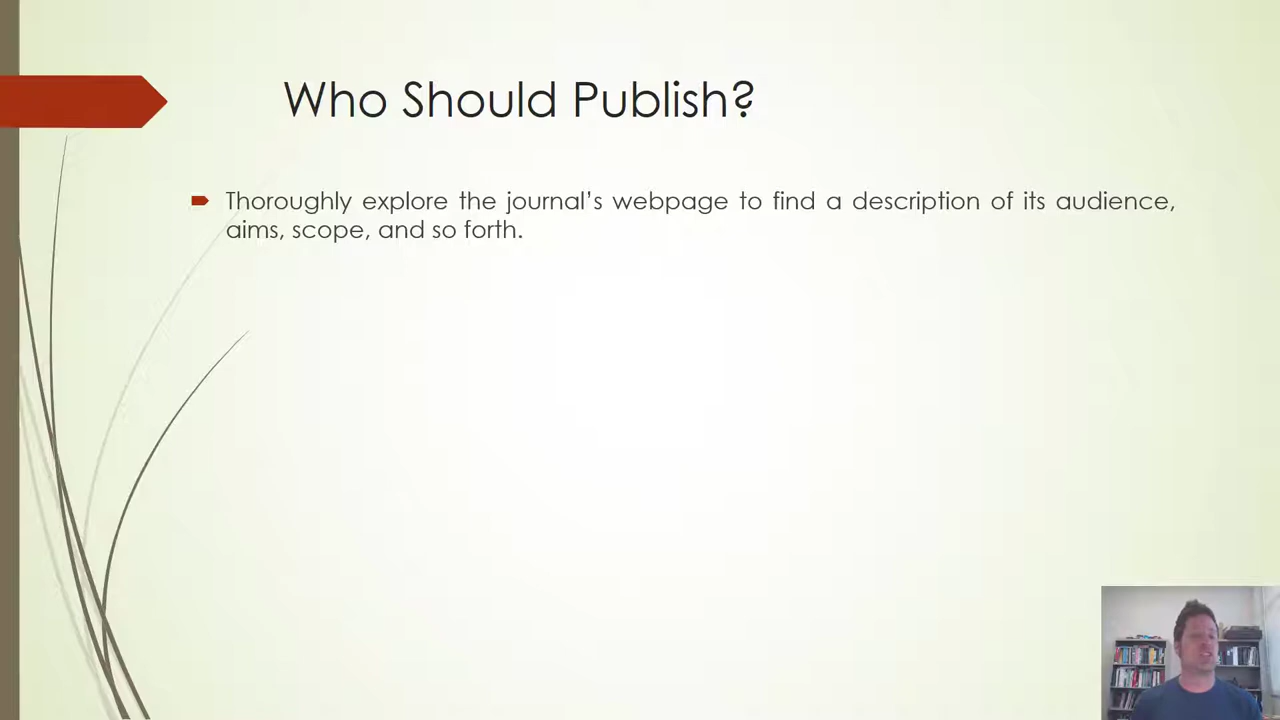 Who Should Publish?
Thoroughly explore the journal’s webpage to find a description of its audience,
aims, scope, and so forth.